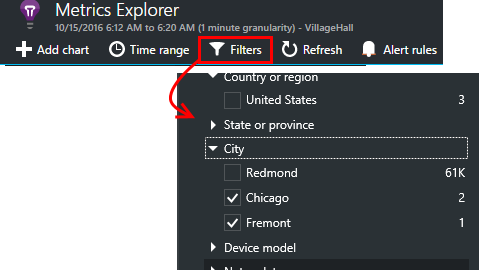 Metrics Explorer
10/15/2016 6:12 AM to 6:20 AM (1 minute granularity) - VillageHall
Add chart Time range Filters Refresh Alert rules
Country or region
United States 3
State or province
City
Redmond 61K
Chicago 2
Fremont 1
Device model